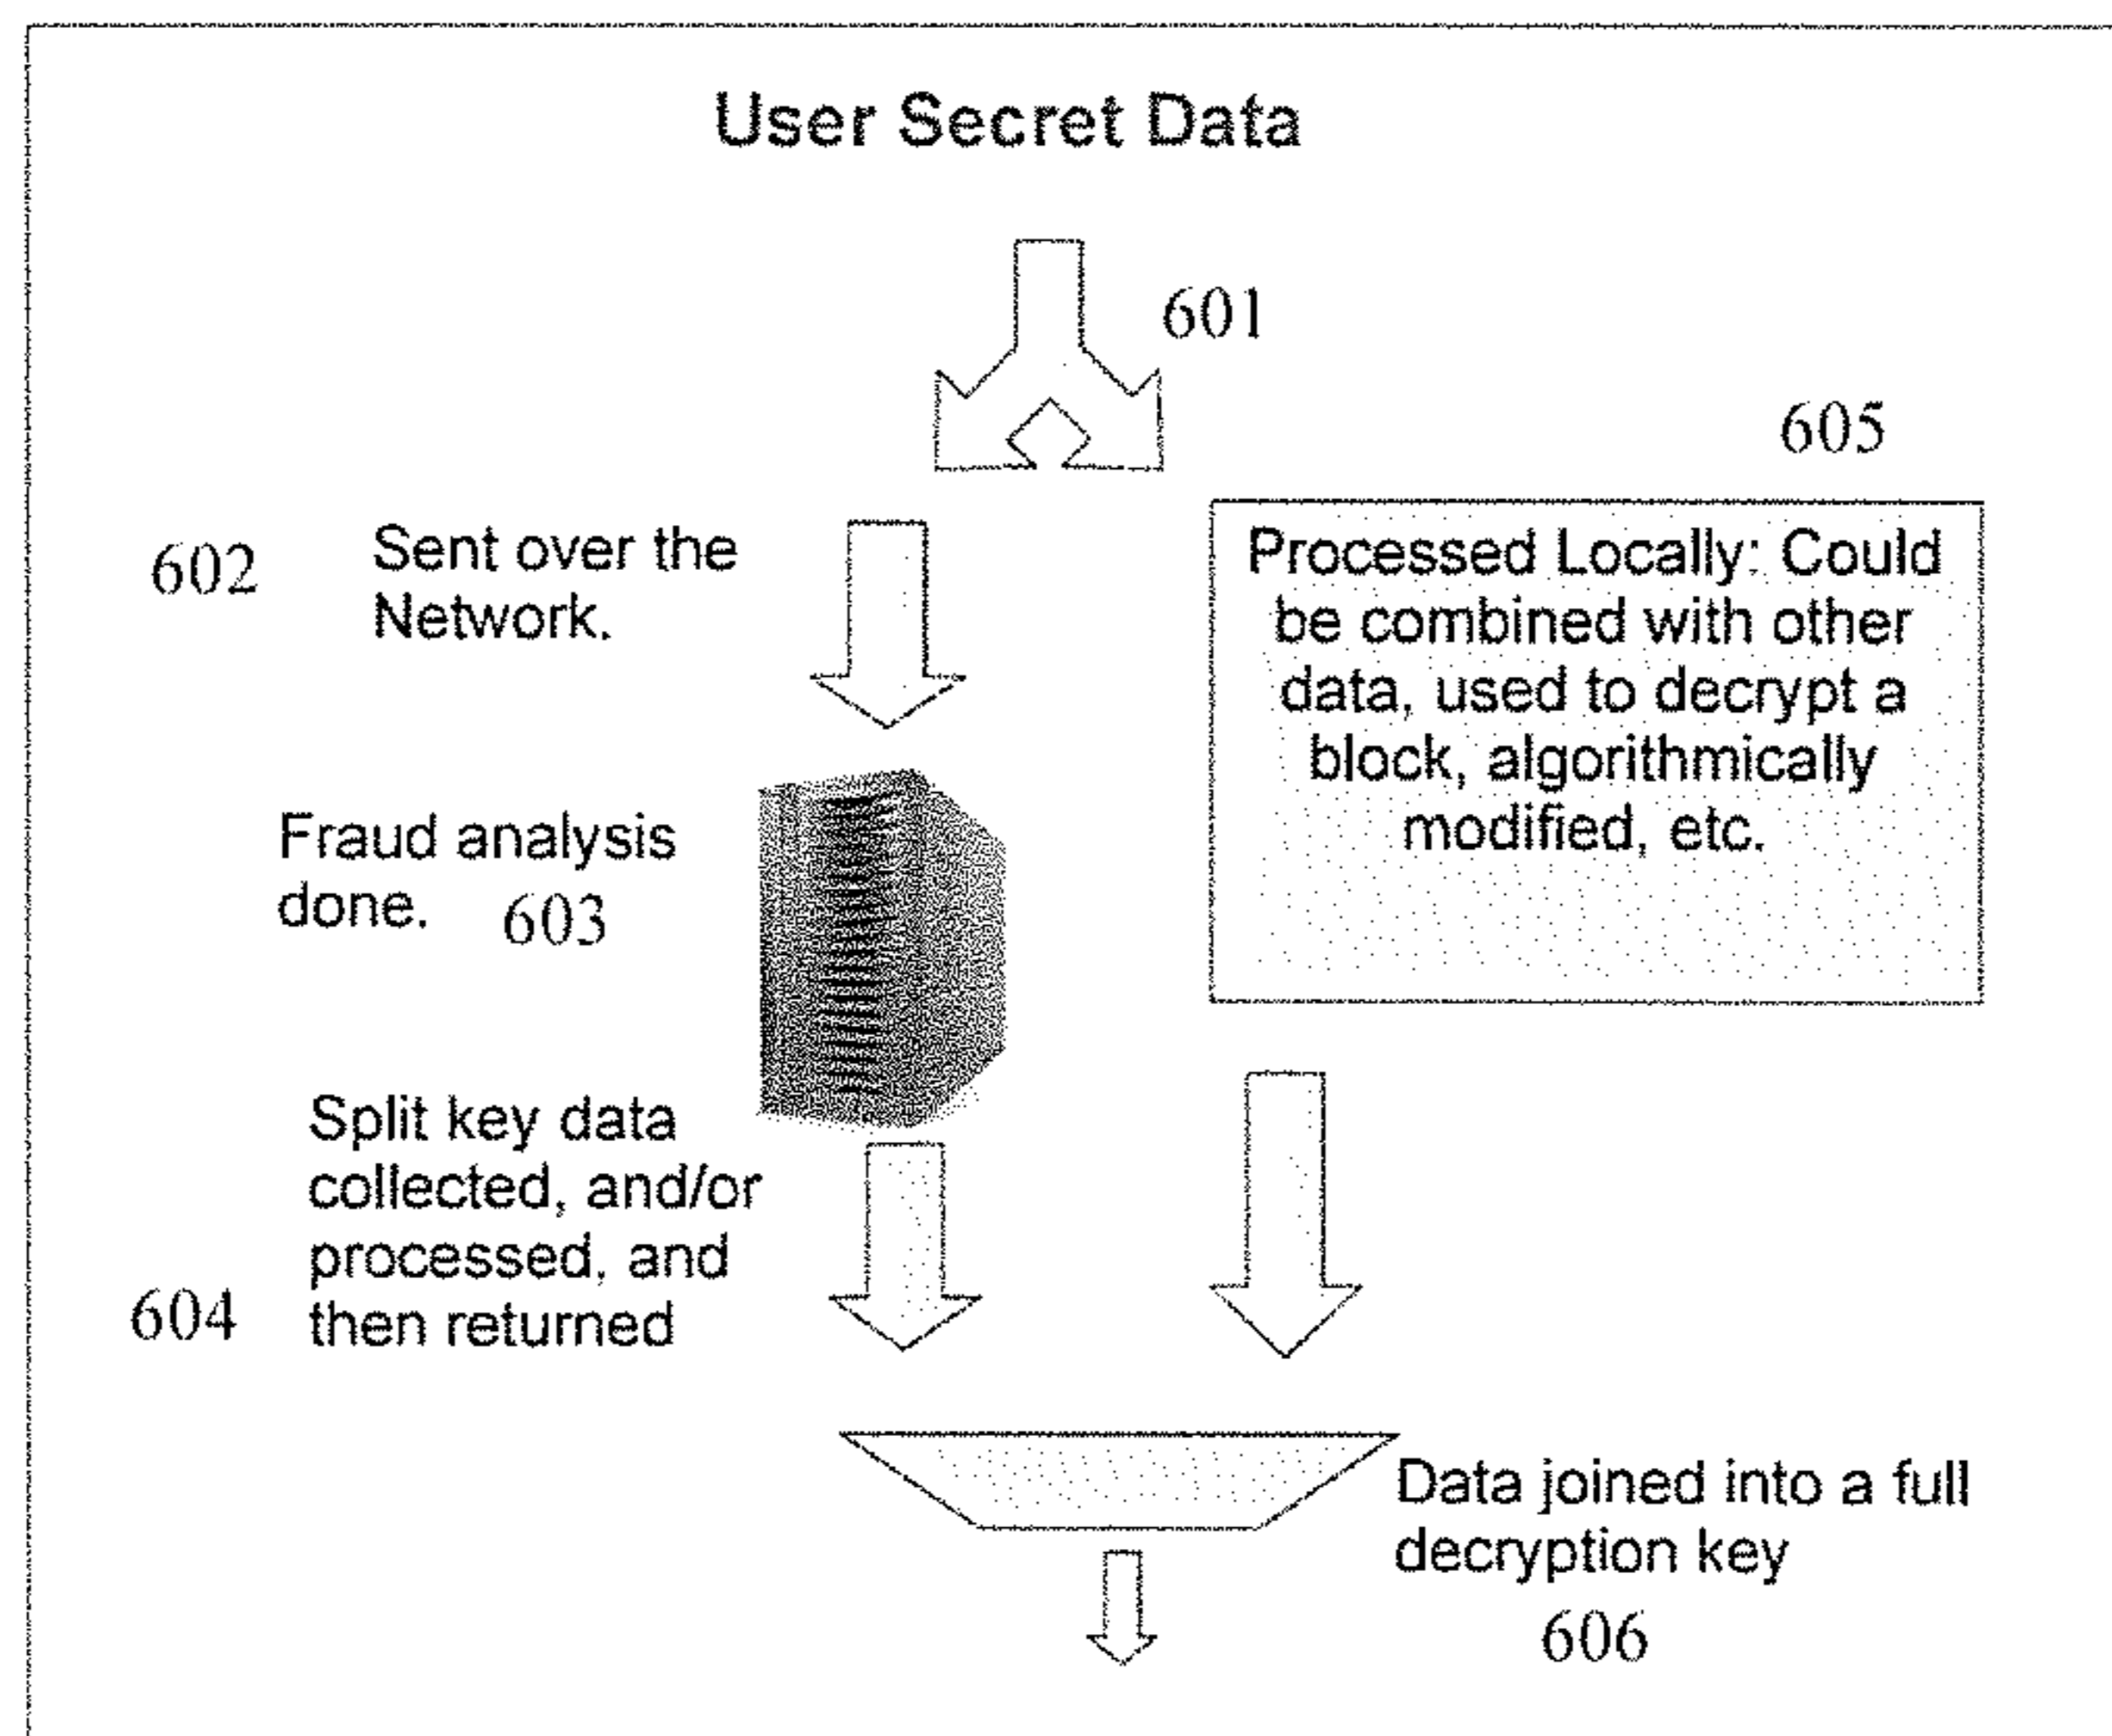 User Secret Data
601
605
602
Sent over the
Network.
Processed Locally: Could
be combined with other
data, used to decrypt a
block, algorithmically
modified, etc.
Fraud analysis
done.
603
Split key data
collected, and/or
processed, and
then returned
604
Data joined into a full
decryption key
606